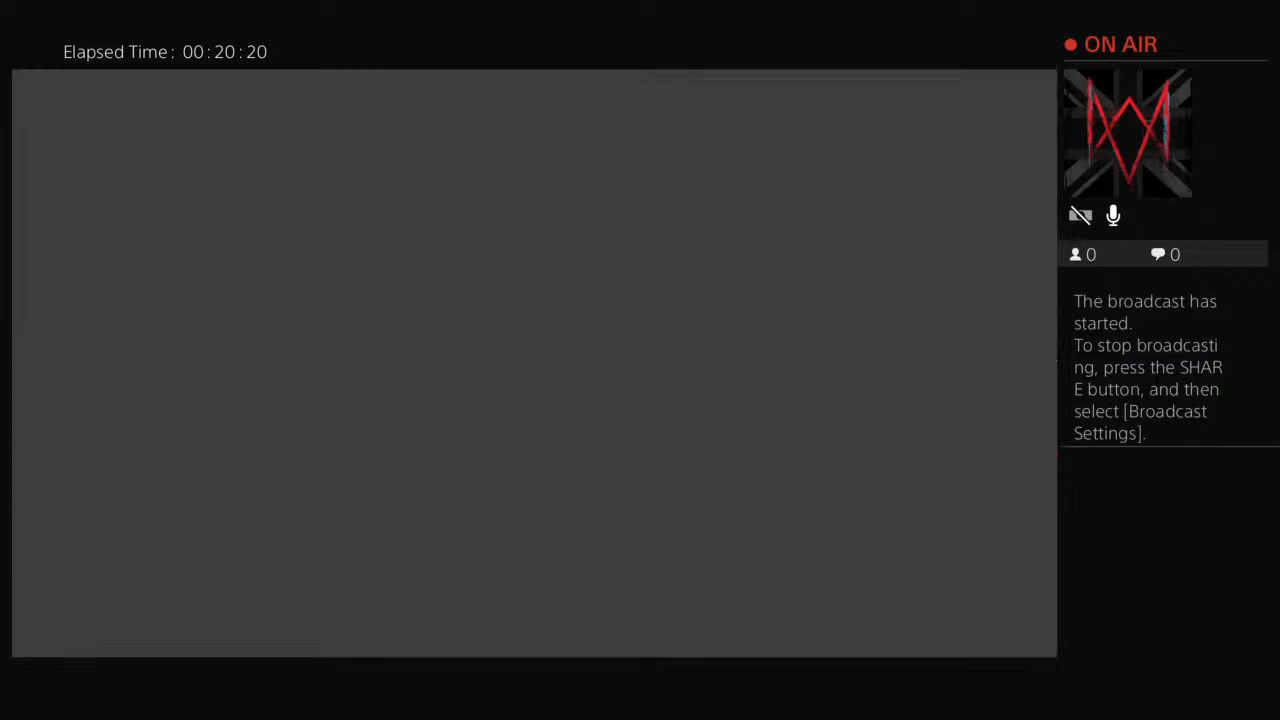 Elapsed Time: 00:20:20
ON AIR
0 0
The broadcast has
started.
To stop broadcasti
ng, press the SHAR
E button, and then
select [Broadcast
Settings].